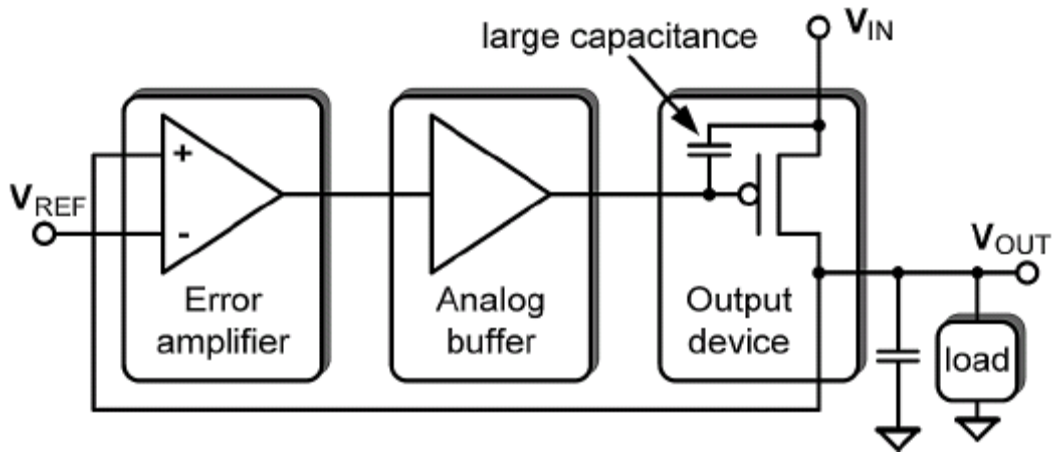 large capacitance
VIN
+
VREF
-
Error
amplifier
Analog
buffer
Output
device
VOUT
load